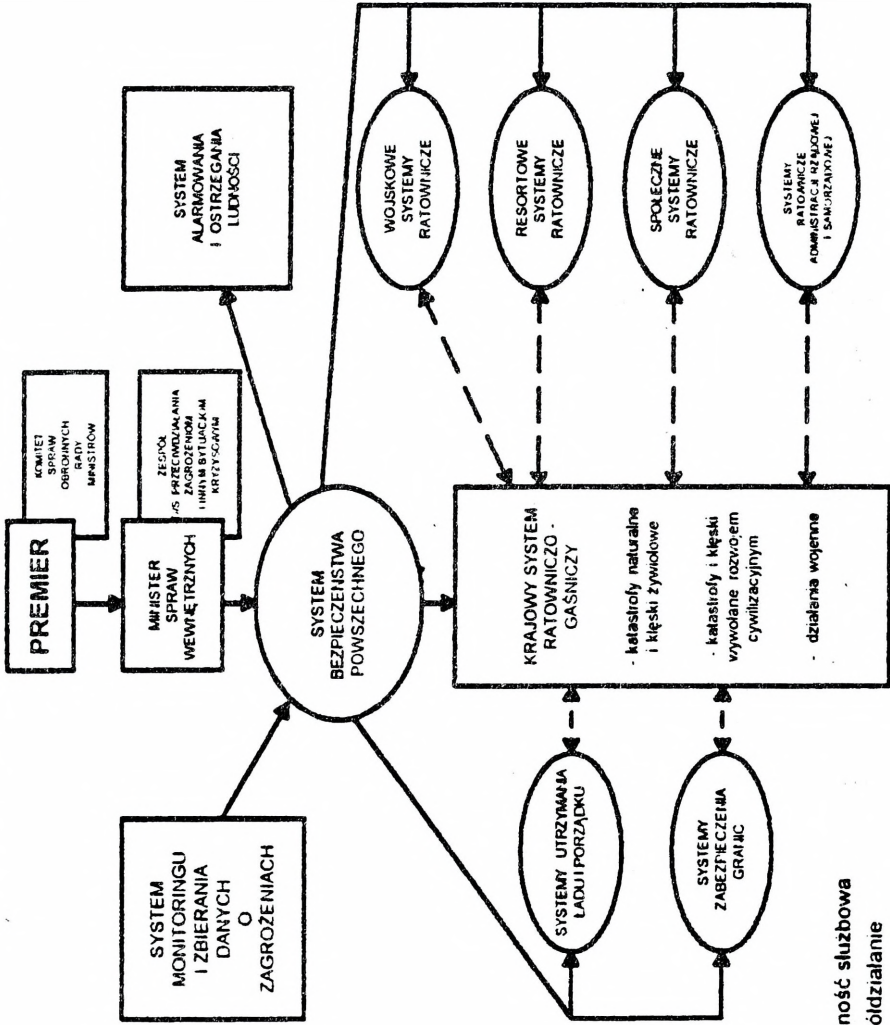 PREMIER
KOMITET
SPRAW
OBRONNYCH
RADY
MINISTRÓW
MINISTER
SPRAW
WEWNĘTRZNYCH
ZESPÓŁ
PRZECIWDZIAŁANIA
ZAGROŻENIOM
I INNYM SYTUACJOM
KRYZYSOWYM
SYSTEM
MONITORINGU
I ZBIERANIA
DANYCH
O
ZAGROŻENIACH
SYSTEM
ALARMOWANIA
I OSTRZEGANIA
LUDNOŚCI
SYSTEM
BEZPIECZEŃSTWA
POWSZECHNEGO
SYSTEMY UTRZYMANIA
ŁADU I PORZĄDKU
SYSTEMY
ZABEZPIECZENIA
GRANIC
KRAJOWY SYSTEM
RATOWNICZO -
GAŚNICZY
- katastrofy naturalne
i klęski żywiołowe
- katastrofy i klęski
wywołane rozwojem
cywilizacyjnym
- działania wojenne
WOJSKOWE
SYSTEMY
RATOWNICZE
RESORTOWE
SYSTEMY
RATOWNICZE
SPOŁECZNE
SYSTEMY
RATOWNICZE
SYSTEMY
RATOWNICZE
ADMINISTRACJI RZĄDOWEJ
I SAMORZĄDOWEJ
ność służbowa
ółdziałanie